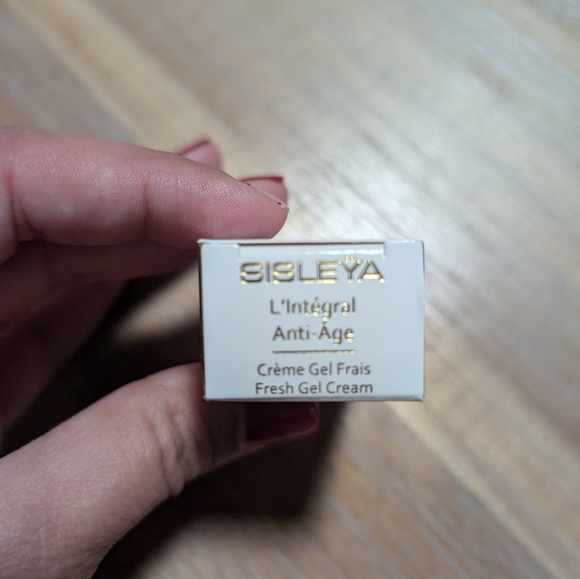 SISLEŸA
L'Intégral
Anti-Âge
Crème Gel Frais
Fresh Gel Cream